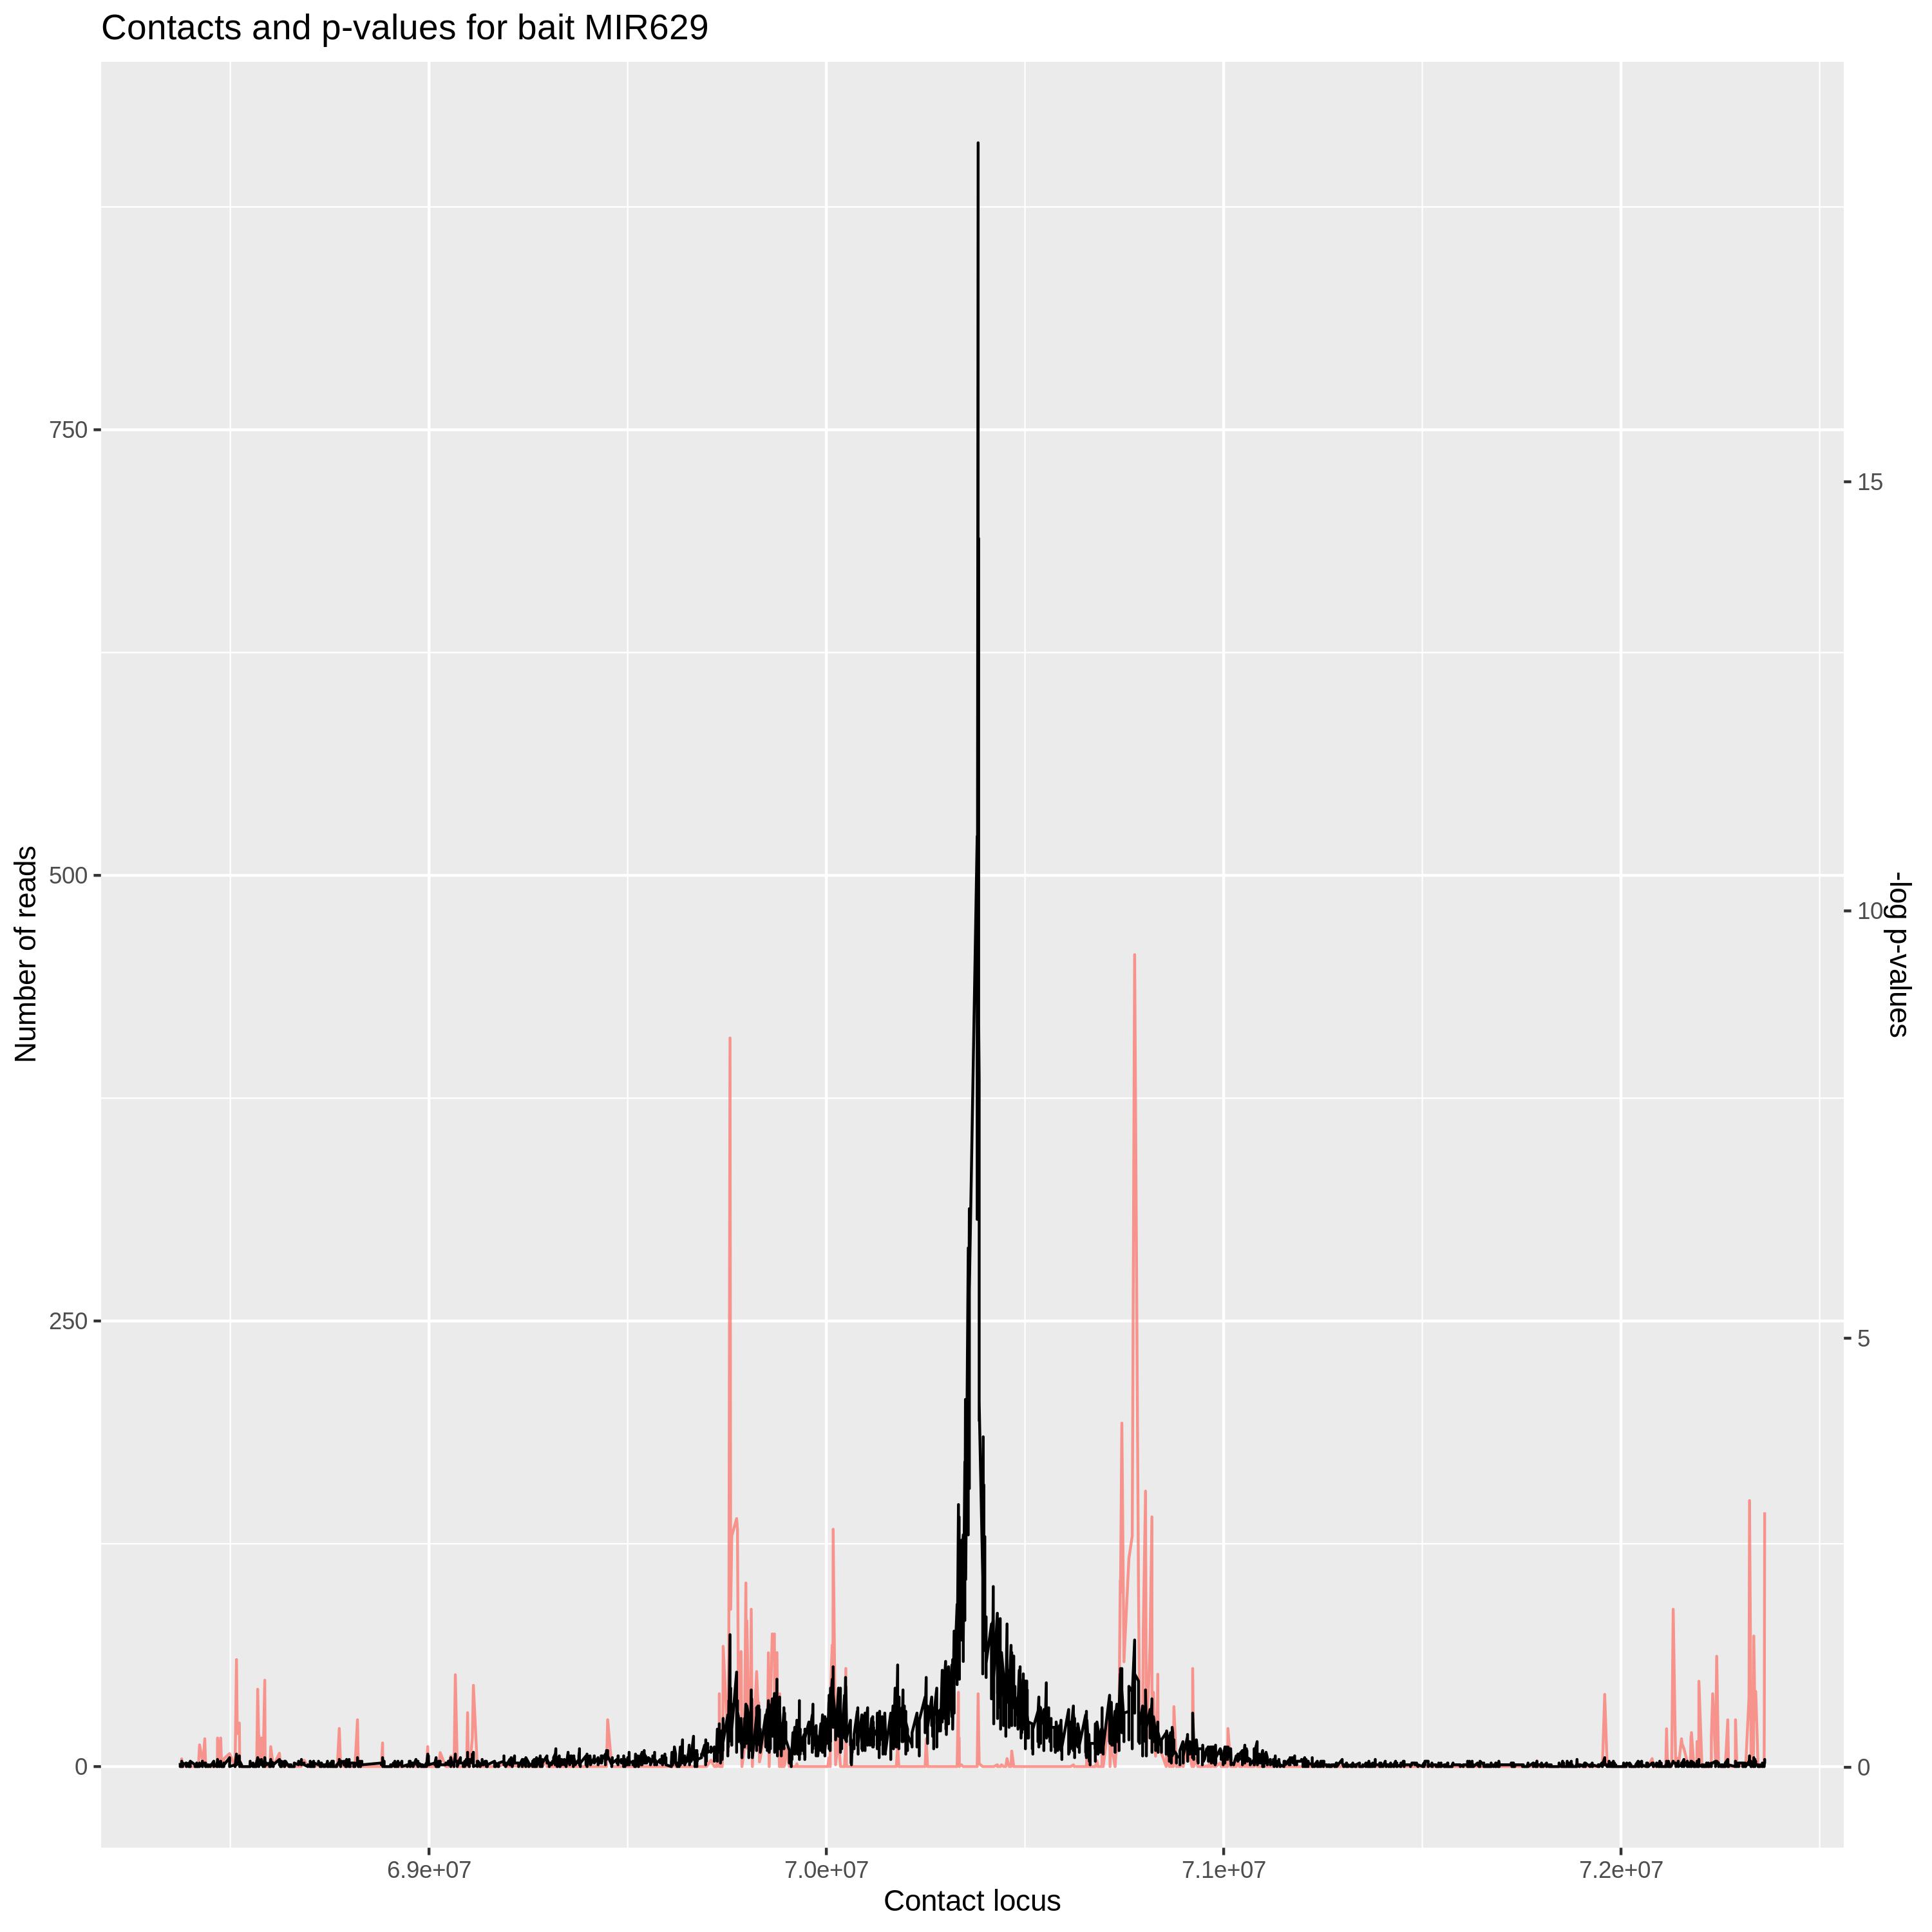 Contacts and p-values for bait MIR629
Number of reads
750
500
250
0
15
10
5
0
-log p-values
6.9e+07
7.0e+07
7.1e+07
7.2e+07
Contact locus